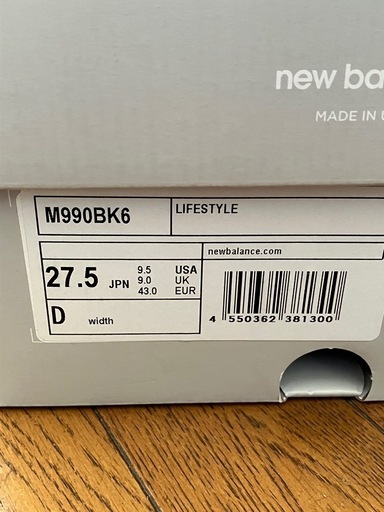 new ba
MADE IN U
M990BK6
LIFESTYLE
newbalance.com
27.5 JPN 9.5 USA
9.0 UK
43.0 EUR
D width
4 550362 381300